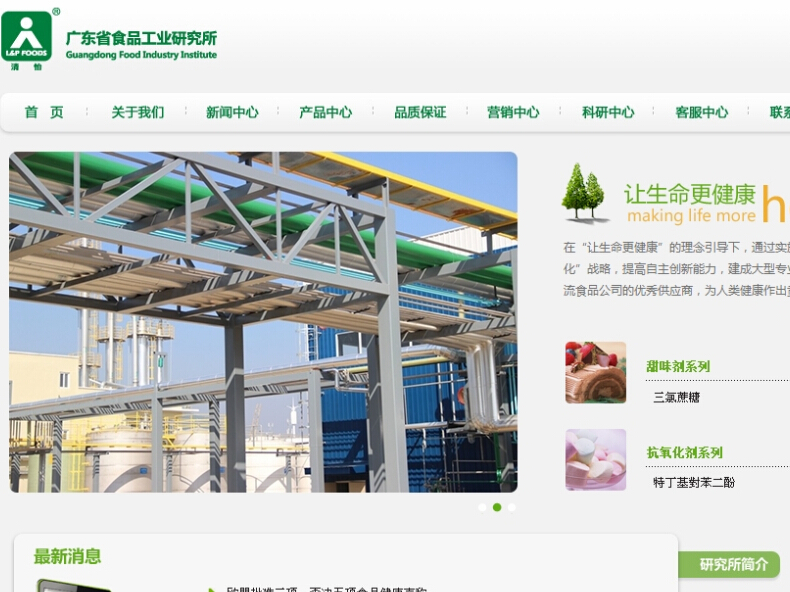 ®
L&P FOODS
清 怡
广东省食品工业研究所
Guangdong Food Industry Institute
首 页 关于我们 新闻中心 产品中心 品质保证 营销中心 科研中心 客服中心 联系
让生命更健康
making life more h
在“让生命更健康”的理念引导下，通过实施
化”战略，提高自主创新能力，建成大型专业
流食品公司的优秀供应商，为人类健康作出贡
甜味剂系列
三氯蔗糖
抗氧化剂系列
特丁基對苯二酚
最新消息
研究所简介